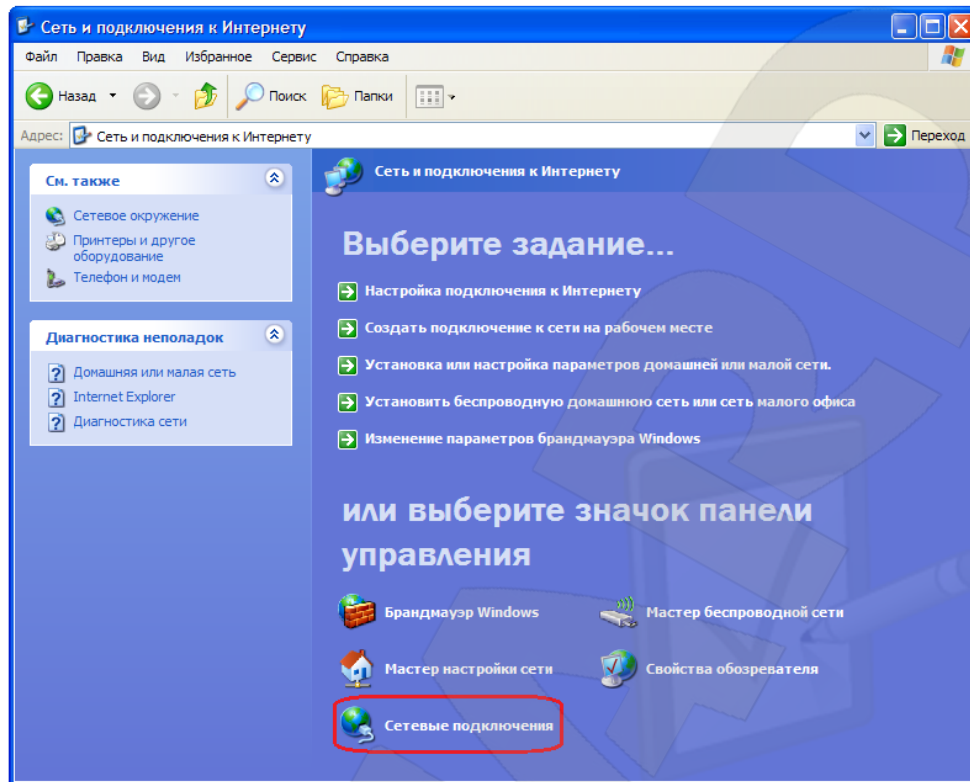 Сеть и подключения к Интернету
Файл Правка Вид Избранное Сервис Справка
Назад Поиск Папки
Адрес: Сеть и подключения к Интернету Переход
См. также
Сетевое окружение
Принтеры и другое
оборудование
Телефон и модем
Диагностика неполадок
Домашняя или малая сеть
Internet Explorer
Диагностика сети
Сеть и подключения к Интернету
Выберите задание...
Настройка подключения к Интернету
Создать подключение к сети на рабочем месте
Установка или настройка параметров домашней или малой сети.
Установить беспроводную домашнюю сеть или сеть малого офиса
Изменение параметров брандмауэра Windows
или выберите значок панели
управления
Брандмауэр Windows Мастер беспроводной сети
Мастер настройки сети Свойства обозревателя
Сетевые подключения